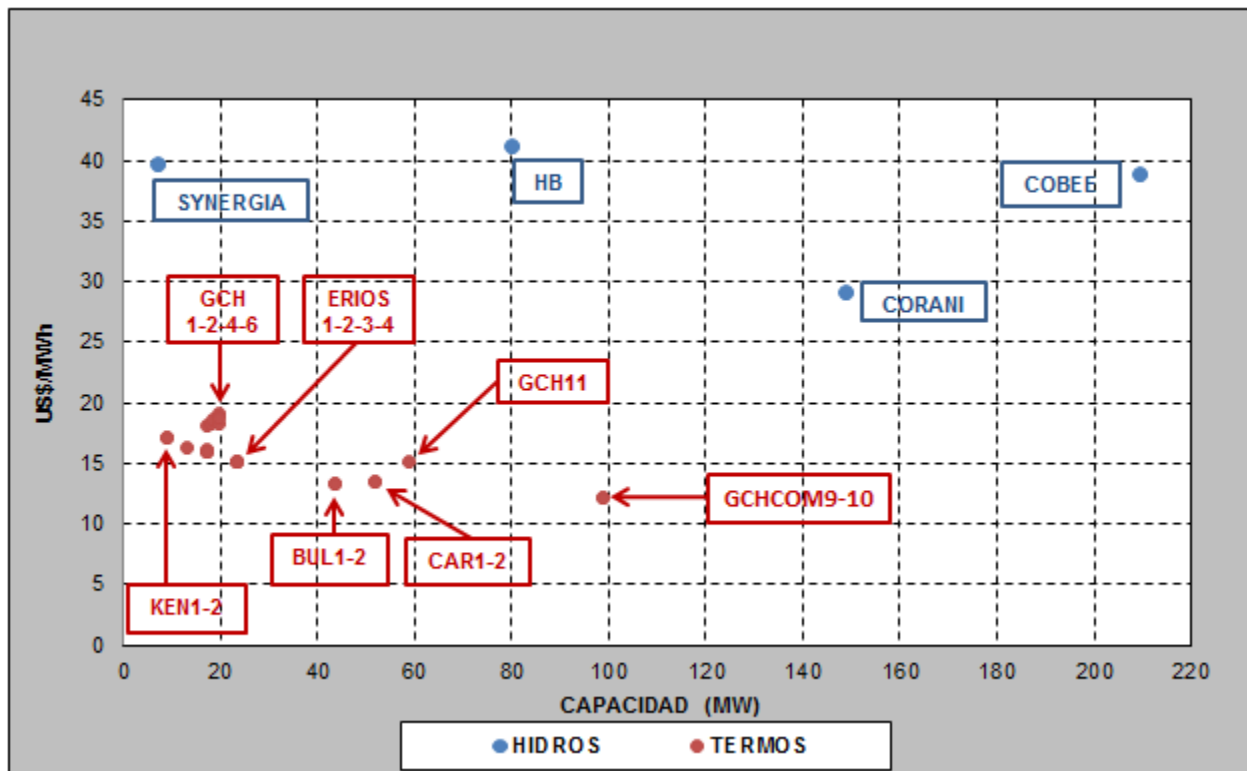 45
40
35
30
25
20
15
10
5
0
US$/MWh
SYNERGIA
HB
COBEE
CORANI
GCH
1-2-4-6
ERIOS
1-2-3-4
GCH11
GCHCOM9-10
BUL1-2
CAR1-2
KEN1-2
0 20 40 60 80 100 120 140 160 180 200 220
CAPACIDAD (MW)
HIDROS TERMOS